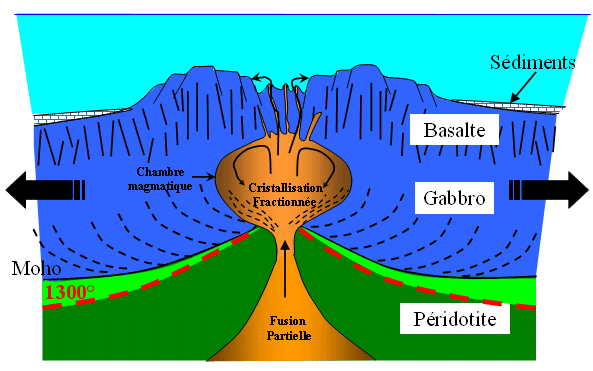 Sédiments
Basalte
Chambre
magmatique
Cristallisation
Fractionnée
Gabbro
Moho
1300°
Péridotite
Fusion
Partielle